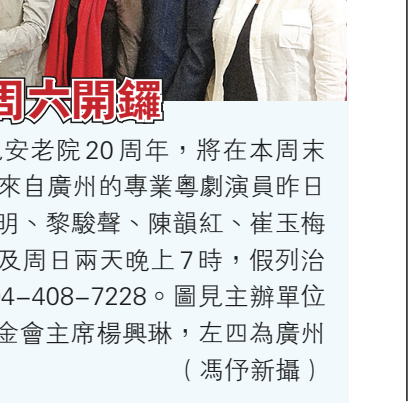 周六開鑼
安老院20周年，將在本周末
來自廣州的專業粵劇演員昨日
明、黎駿聲、陳韻紅、崔玉梅
及周日兩天晚上7時，假列治
4-408-7228。圖見主辦單位
金會主席楊興琳，左四為廣州
（馮伃新攝）